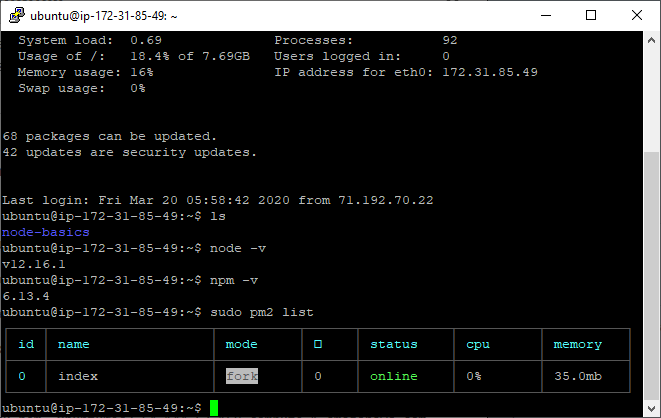 ubuntu@ip-172-31-85-49: ~
System load: 0.69 Processes: 92
Usage of /: 18.4% of 7.69GB Users logged in: 0
Memory usage: 16% IP address for eth0: 172.31.85.49
Swap usage: 0%
68 packages can be updated.
42 updates are security updates.
Last login: Fri Mar 20 05:58:42 2020 from 71.192.70.22
ubuntu@ip-172-31-85-49:~$ ls
node-basics
ubuntu@ip-172-31-85-49:~$ node -v
v12.16.1
ubuntu@ip-172-31-85-49:~$ npm -v
6.13.4
ubuntu@ip-172-31-85-49:~$ sudo pm2 list
id name mode □ status cpu memory
0 index fork 0 online 0% 35.0mb
ubuntu@ip-172-31-85-49:~$